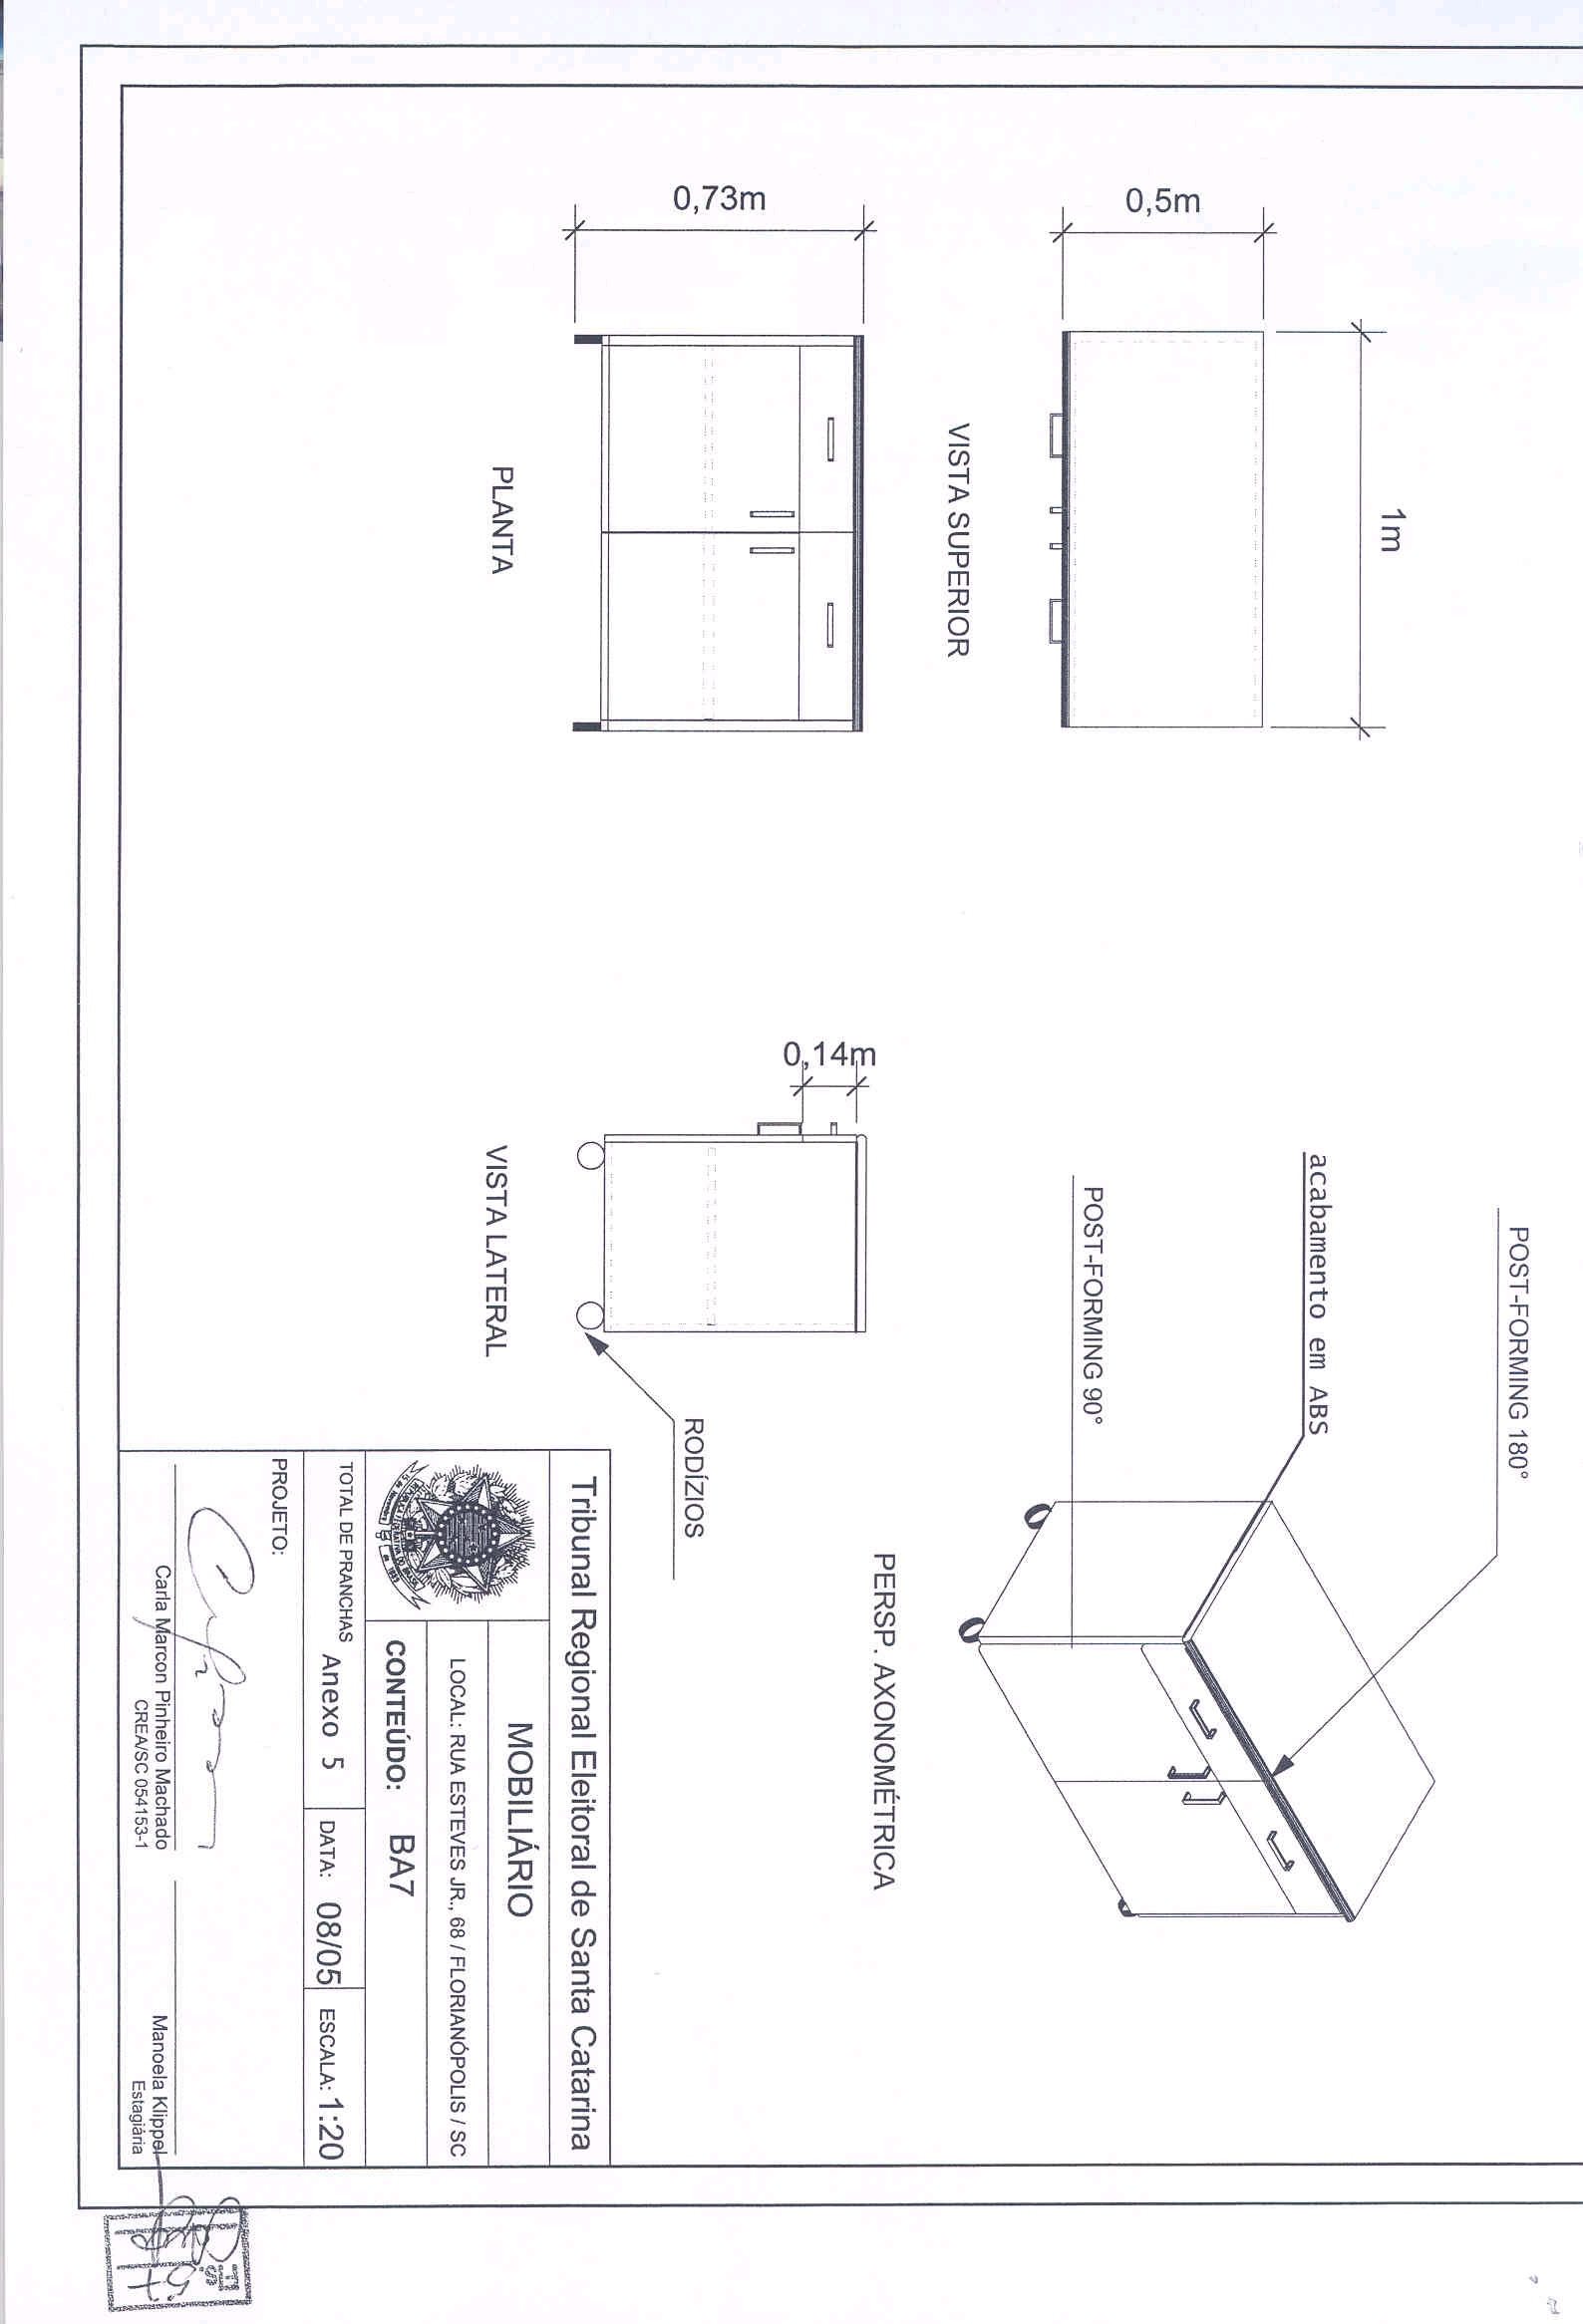 1m
0,5m
VISTA SUPERIOR
0,73m
PLANTA
POST-FORMING 180°
acabamento em ABS
POST-FORMING 90°
PERSP. AXONOMÉTRICA
0,14m
RODÍZIOS
VISTA LATERAL
Tribunal Regional Eleitoral de Santa Catarina
MOBILIÁRIO
LOCAL: RUA ESTEVES JR., 68 / FLORIANÓPOLIS / SC
CONTEÚDO: BA7
TOTAL DE PRANCHAS Anexo 5
DATA: 08/05
ESCALA: 1:20
PROJETO:
Carla Marcon Pinheiro Machado
CREA/SC 054153-1
Manoela Klippel
Estagiária
57